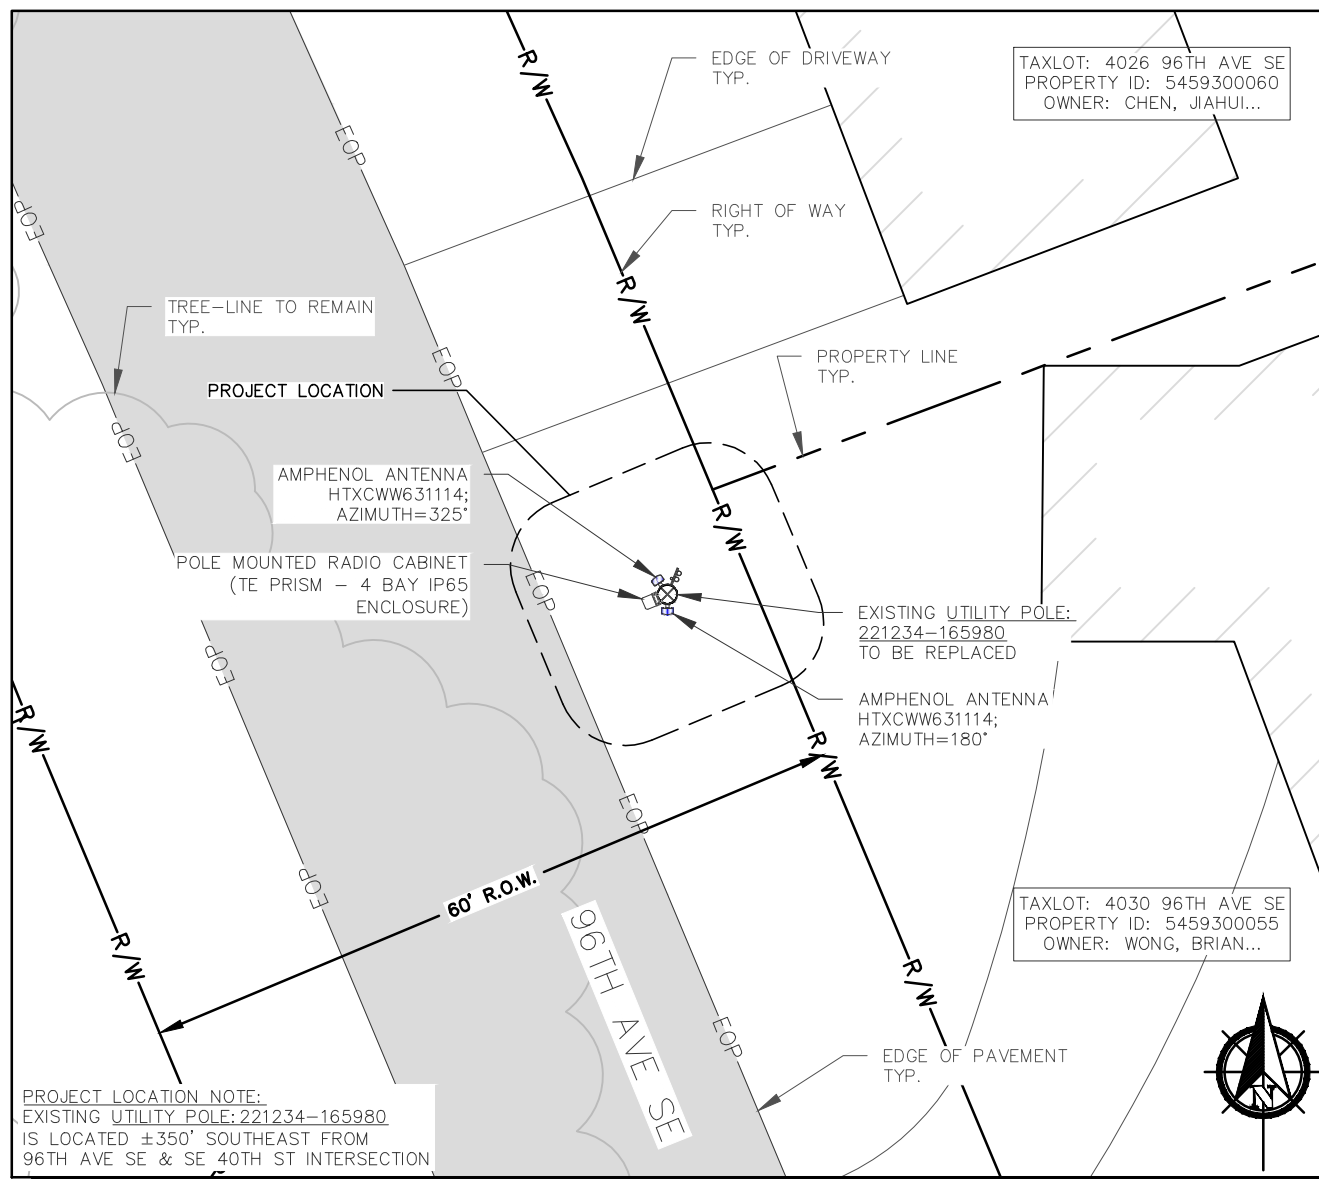 EDGE OF DRIVEWAY
TYP.
TAXLOT: 4026 96TH AVE SE
PROPERTY ID: 5459300060
OWNER: CHEN, JIAHUI...
R/W
EOP
EOP
RIGHT OF WAY
TYP.
R/W
TREE-LINE TO REMAIN
TYP.
PROPERTY LINE
TYP.
EOP
PROJECT LOCATION
EOP
AMPHENOL ANTENNA
HTXCWW631114;
AZIMUTH=325°
R/W
POLE MOUNTED RADIO CABINET
(TE PRISM - 4 BAY IP65
ENCLOSURE)
EOP
EXISTING UTILITY POLE:
221234-165980
TO BE REPLACED
EOP
AMPHENOL ANTENNA
HTXCWW631114;
AZIMUTH=180°
R/W
R/W
EOP
EOP
60' R.O.W.
TAXLOT: 4030 96TH AVE SE
PROPERTY ID: 5459300055
OWNER: WONG, BRIAN...
R/W
96TH AVE SE
R/W
EOP
EDGE OF PAVEMENT
TYP.
N
PROJECT LOCATION NOTE:
EXISTING UTILITY POLE: 221234-165980
IS LOCATED ±350' SOUTHEAST FROM
96TH AVE SE & SE 40TH ST INTERSECTION